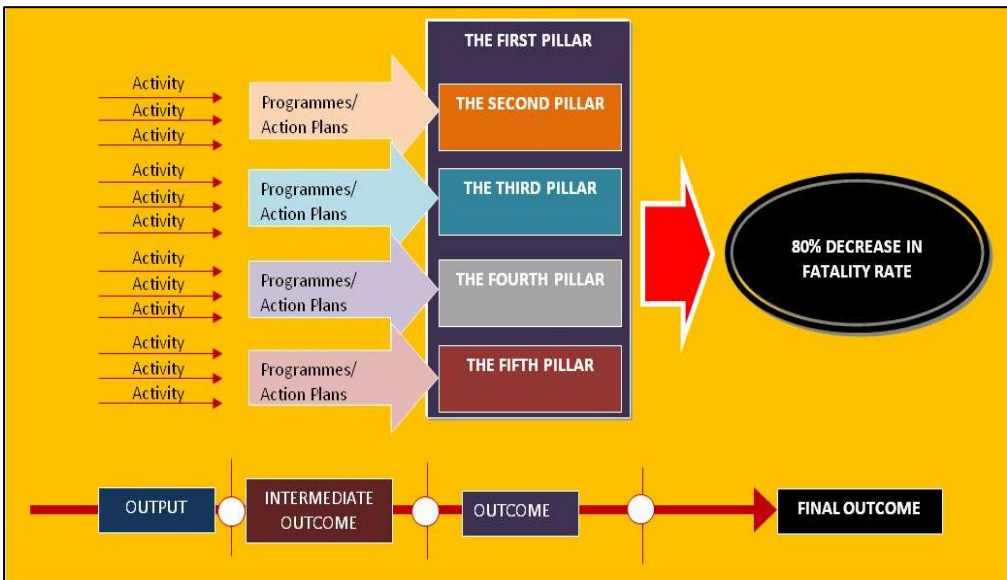 THE FIRST PILLAR
Activity
Activity
Activity
Programmes/
Action Plans
THE SECOND PILLAR
Activity
Activity
Activity
Programmes/
Action Plans
THE THIRD PILLAR
80% DECREASE IN
FATALITY RATE
Activity
Activity
Activity
Programmes/
Action Plans
THE FOURTH PILLAR
Activity
Activity
Activity
Programmes/
Action Plans
THE FIFTH PILLAR
OUTPUT
INTERMEDIATE
OUTCOME
OUTCOME
FINAL OUTCOME